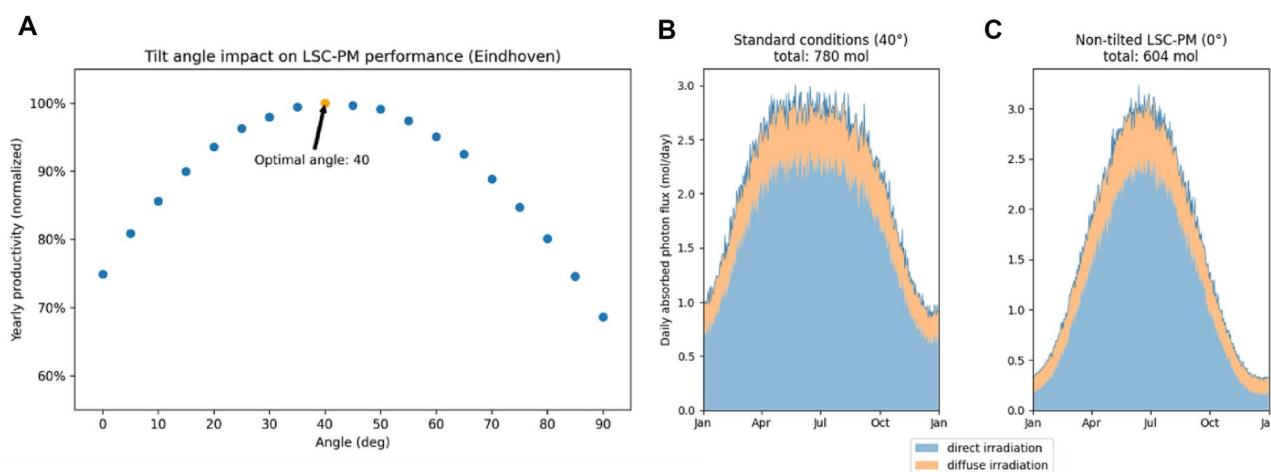 A
Tilt angle impact on LSC-PM performance (Eindhoven)
Yearly productivity (normalized)
100%
90%
80%
70%
60%
Optimal angle: 40
0 10 20 30 40 50 60 70 80 90
Angle (deg)
B
Standard conditions (40°)
total: 780 mol
Daily absorbed photon flux (mol/day)
3.0
2.5
2.0
1.5
1.0
0.5
0.0
Jan Apr Jul Oct Jan
C
Non-tilted LSC-PM (0°)
total: 604 mol
3.0
2.5
2.0
1.5
1.0
0.5
0.0
Jan Apr Jul Oct Ja
direct irradiation
diffuse irradiation